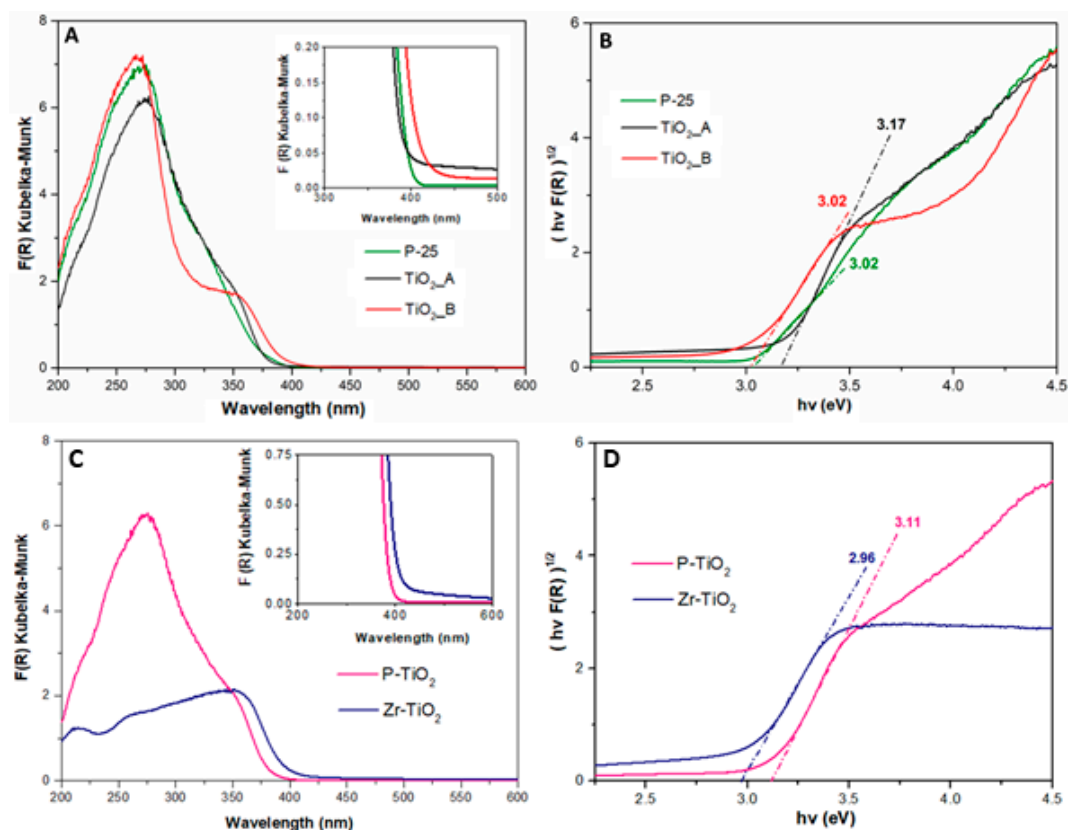 A
F(R) Kubelka-Munk
8
6
4
2
0
200 250 300 350 400 450 500 550 600
Wavelength (nm)
F (R) Kubelka-Munk
0.20
0.15
0.10
0.05
0.00
300 400 500
Wavelength (nm)
P-25
TiO₂_A
TiO₂_B
B
( hv F(R) )^1/2
6
4
2
0
2.5 3.0 3.5 4.0 4.5
hv (eV)
P-25
TiO₂_A
TiO₂_B
3.17
3.02
3.02
C
F(R) Kubelka-Munk
8
6
4
2
0
200 250 300 350 400 450 500 550 600
Wavelength (nm)
F (R) Kubelka-Munk
0.75
0.50
0.25
0.00
200 400 600
Wavelength (nm)
P-TiO₂
Zr-TiO₂
D
( hv F(R) )^1/2
6
4
2
0
2.5 3.0 3.5 4.0 4.5
hv (eV)
P-TiO₂
Zr-TiO₂
3.11
2.96